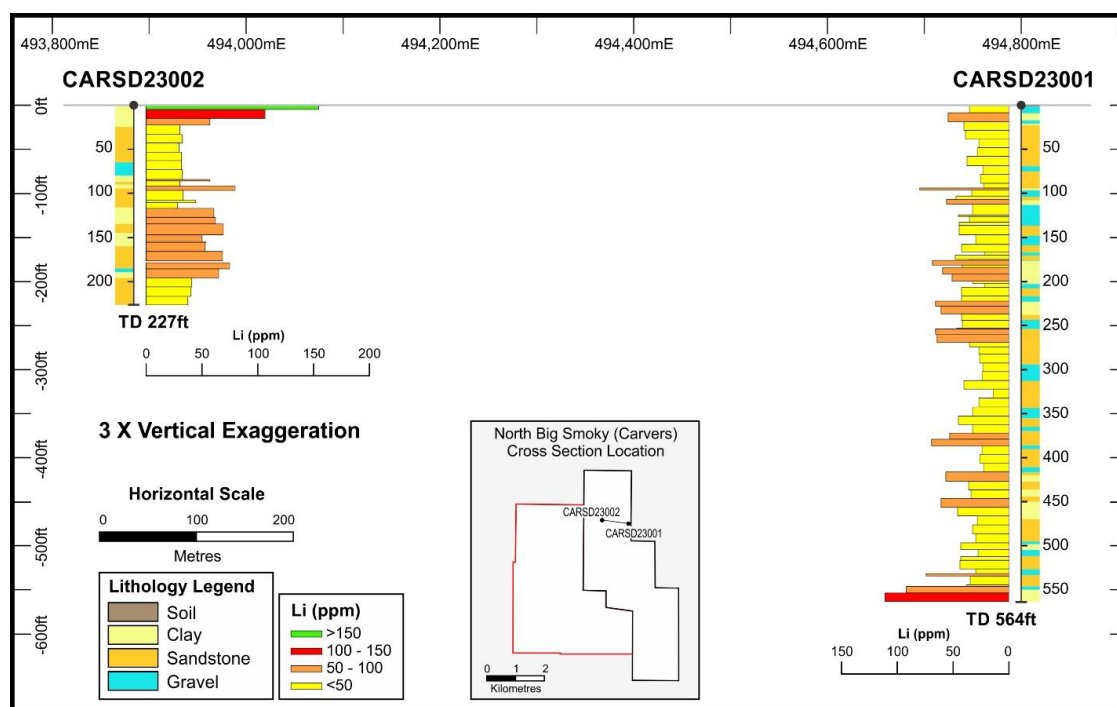 493,800mE 494,000mE 494,200mE 494,400mE 494,600mE 494,800mE
CARSD23002
CARSD23001
0ft
-100ft
-200ft
-300ft
-400ft
-500ft
-600ft
50
100
150
200
TD 227ft
Li (ppm)
0 50 100 150 200
50
100
150
200
250
300
350
400
450
500
550
TD 564ft
Li (ppm)
150 100 50 0
3 X Vertical Exaggeration
Horizontal Scale
0 100 200
Metres
Lithology Legend
Soil
Clay
Sandstone
Gravel
Li (ppm)
>150
100 - 150
50 - 100
<50
North Big Smoky (Carvers)
Cross Section Location
CARSD23002
CARSD23001
0 1 2
Kilometres